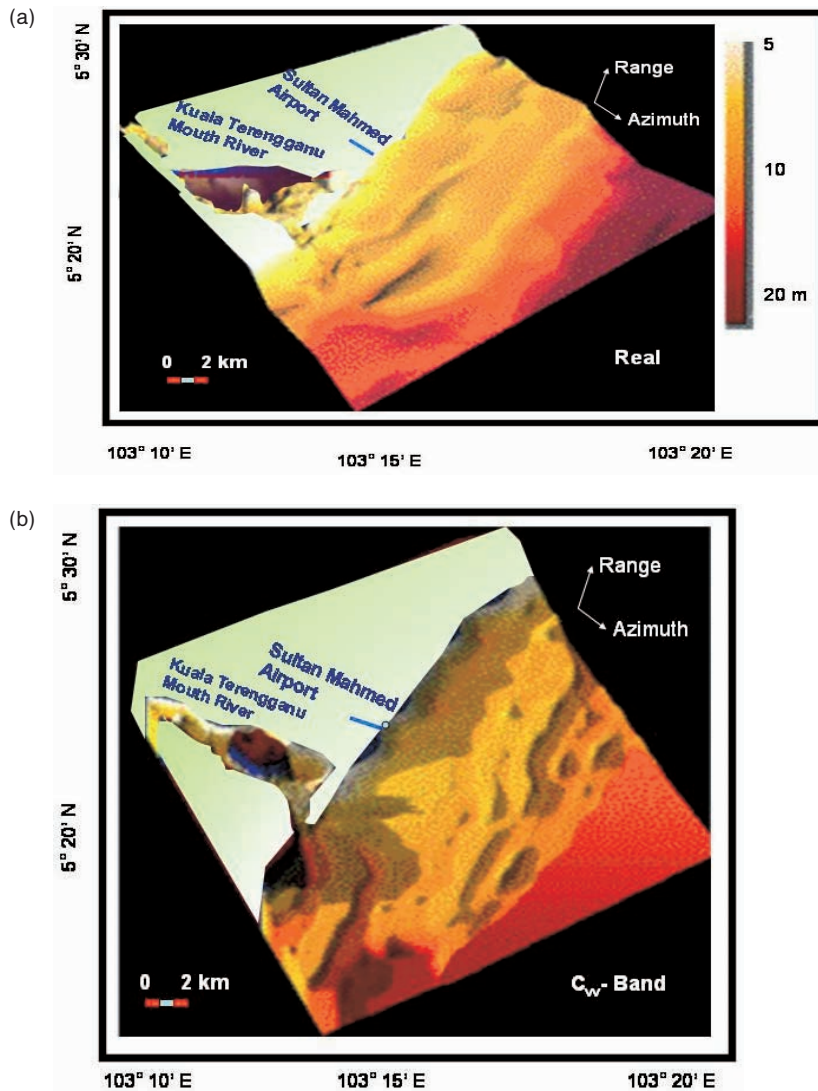 (a)
5° 30' N
5° 20' N
Sultan Mahmed
Airport
Kuala Terengganu
Mouth River
Range
Azimuth
5
10
20 m
0 2 km
Real
103° 10' E
103° 15' E
103° 20' E
(b)
5° 30' N
5° 20' N
Sultan Mahmed
Airport
Kuala Terengganu
Mouth River
Range
Azimuth
0 2 km
Cw- Band
103° 10' E
103° 15' E
103° 20' E